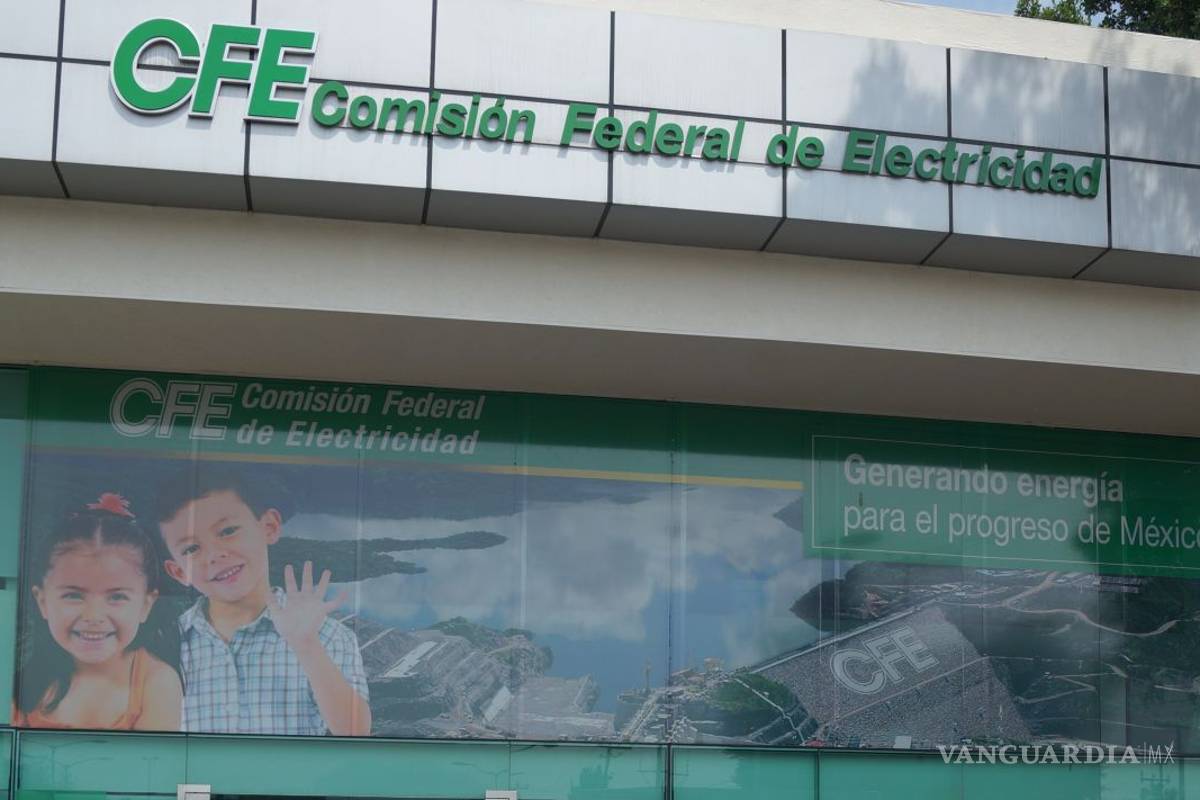 CFE Comisión Federal de Electricidad
CFE Comisión Federal
de Electricidad
Generando energía
para el progreso de México
CFE
VANGUARDIA|MX